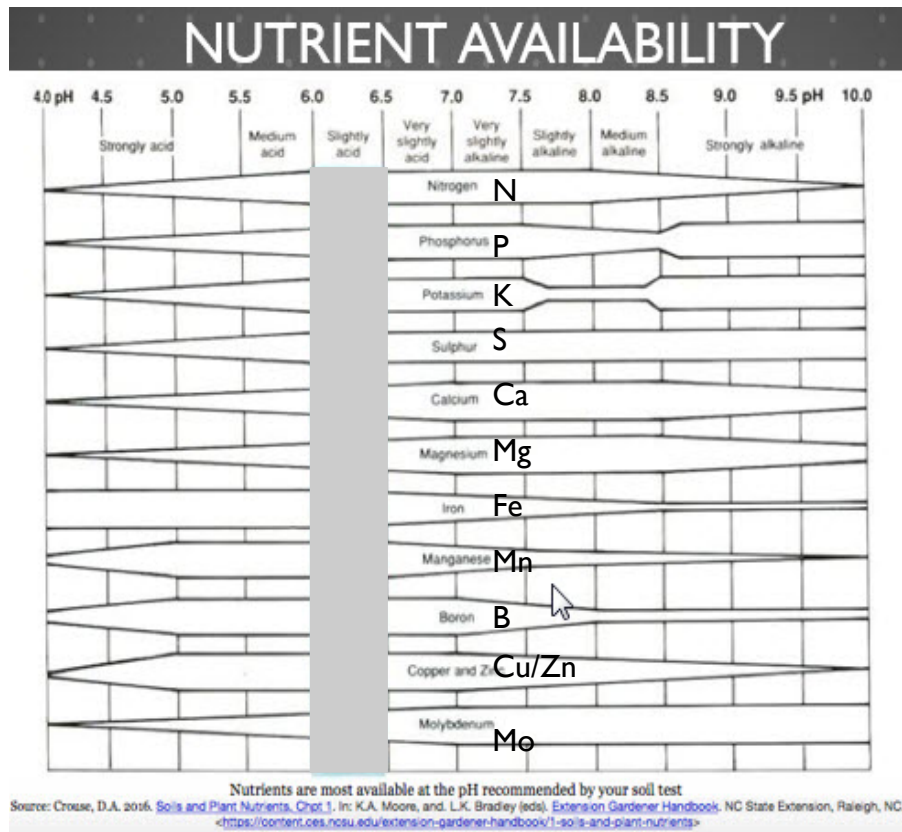 NUTRIENT AVAILABILITY
4.0 pH 4.5 5.0 5.5 6.0 6.5 7.0 7.5 8.0 8.5 9.0 9.5 pH 10.0
Strongly acid
Medium
acid
Slightly
acid
Very
slightly
acid
Very
slightly
alkaline
Slightly
alkaline
Medium
alkaline
Strongly alkaline
Nitrogen N
Phosphorus P
Potassium K
Sulphur S
Calcium Ca
Magnesium Mg
Iron Fe
Manganese Mn
Boron B
Copper and Cu/Zn
Molybdenum
Mo
Nutrients are most available at the pH recommended by your soil test
Source: Crouse, D.A. 2016. Soils and Plant Nutrients, Chpt 1. In: K.A. Moore, and. L.K. Bradley (eds). Extension Gardener Handbook. NC State Extension, Raleigh, NC
<https://content.ces.ncsu.edu/extension-gardener-handbook/1-soils-and-plant-nutrients>